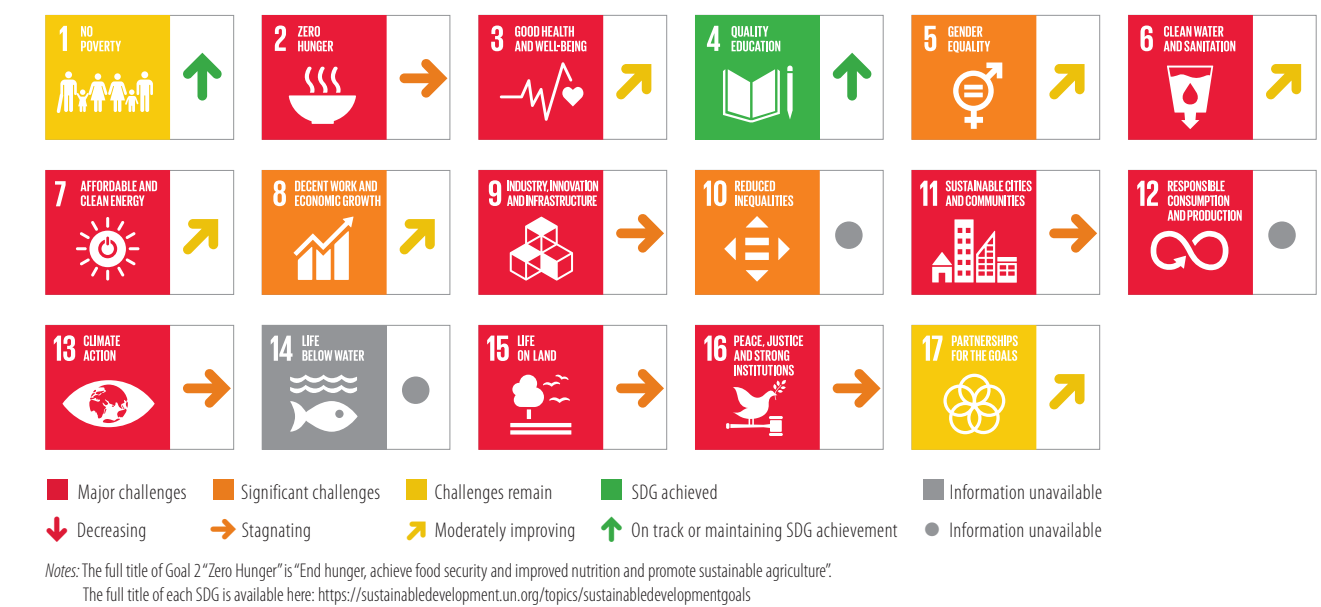 1 NO
POVERTY
2 ZERO
HUNGER
3 GOOD HEALTH
AND WELL-BEING
4 QUALITY
EDUCATION
5 GENDER
EQUALITY
6 CLEAN WATER
AND SANITATION
7 AFFORDABLE AND
CLEAN ENERGY
8 DECENT WORK AND
ECONOMIC GROWTH
9 INDUSTRY, INNOVATION
AND INFRASTRUCTURE
10 REDUCED
INEQUALITIES
11 SUSTAINABLE CITIES
AND COMMUNITIES
12 RESPONSIBLE
CONSUMPTION
AND PRODUCTION
13 CLIMATE
ACTION
14 LIFE
BELOW WATER
15 LIFE
ON LAND
16 PEACE, JUSTICE
AND STRONG
INSTITUTIONS
17 PARTNERSHIPS
FOR THE GOALS
Major challenges Significant challenges Challenges remain SDG achieved Information unavailable
Decreasing Stagnating Moderately improving On track or maintaining SDG achievement Information unavailable
Notes: The full title of Goal 2 “Zero Hunger” is “End hunger, achieve food security and improved nutrition and promote sustainable agriculture”.
The full title of each SDG is available here: https://sustainabledevelopment.un.org/topics/sustainabledevelopmentgoals